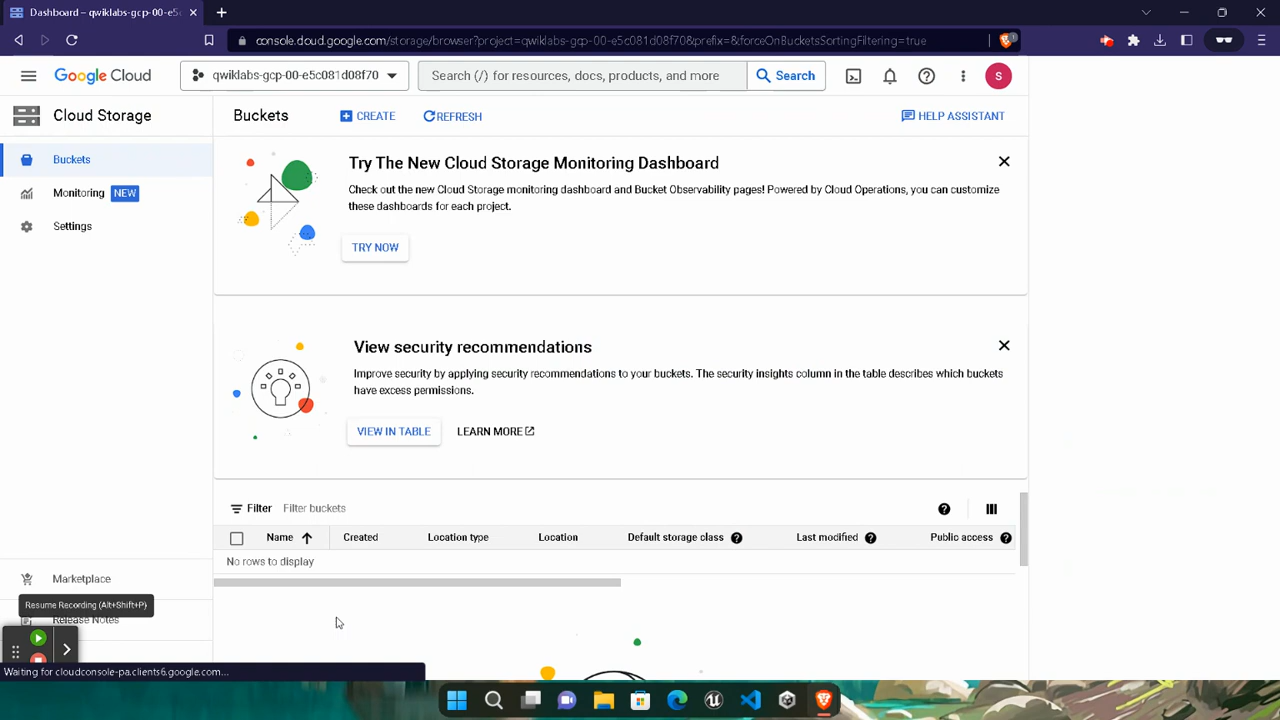 Dashboard – qwiklabs-gcp-00-e5c
console.cloud.google.com/storage/browser?project=qwiklabs-gcp-00-e5c081d08f70&prefix=&forceOnBucketsSortingFiltering=true
1
Google Cloud
qwiklabs-gcp-00-e5c081d08f70
Search (/) for resources, docs, products, and more
Search
S
Cloud Storage
Buckets
CREATE
REFRESH
HELP ASSISTANT
Buckets
Monitoring NEW
Settings
Try The New Cloud Storage Monitoring Dashboard
Check out the new Cloud Storage monitoring dashboard and Bucket Observability pages! Powered by Cloud Operations, you can customize
these dashboards for each project.
TRY NOW
View security recommendations
Improve security by applying security recommendations to your buckets. The security insights column in the table describes which buckets
have excess permissions.
VIEW IN TABLE
LEARN MORE
Filter
Filter buckets
Name
Created
Location type
Location
Default storage class
Last modified
Public access
No rows to display
Marketplace
Resume Recording (Alt+Shift+P)
Release Notes
Waiting for cloudconsole-pa.clients6.google.com...